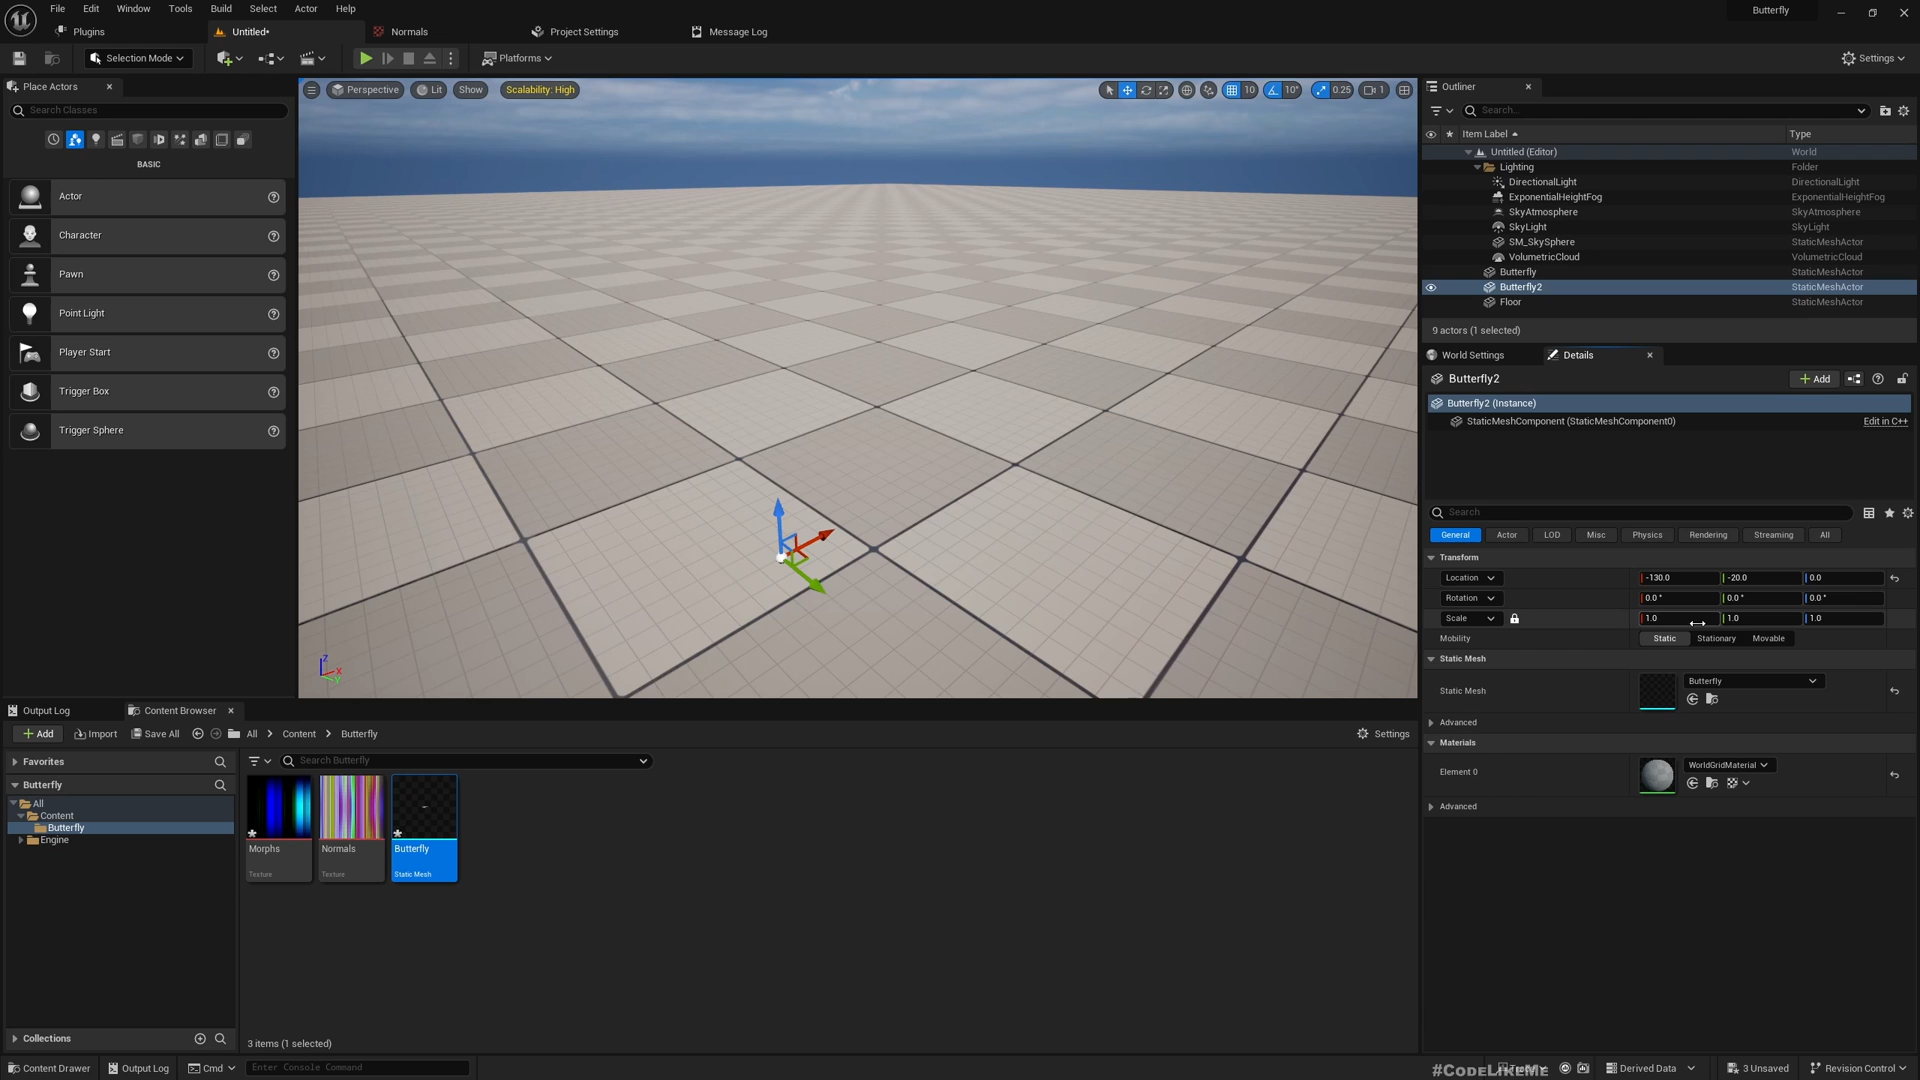 File Edit Window Tools Build Select Actor Help
Butterfly
Plugins
Untitled*
Normals
Project Settings
Message Log
Selection Mode
Platforms
Settings
Place Actors
Search Classes
BASIC
Actor
Character
Pawn
Point Light
Player Start
Trigger Box
Trigger Sphere
Perspective
Lit
Show
Scalability: High
10
10°
0.25
1
Z
X
Y
Outliner
Search...
Item Label
Type
Untitled (Editor) World
Lighting Folder
DirectionalLight DirectionalLight
ExponentialHeightFog ExponentialHeightFog
SkyAtmosphere SkyAtmosphere
SkyLight SkyLight
SM_SkySphere StaticMeshActor
VolumetricCloud VolumetricCloud
Butterfly StaticMeshActor
Butterfly2 StaticMeshActor
Floor StaticMeshActor
9 actors (1 selected)
World Settings
Details
Butterfly2
Add
Butterfly2 (Instance)
StaticMeshComponent (StaticMeshComponent0)
Edit in C++
Search
General Actor LOD Misc Physics Rendering Streaming All
Transform
Location -130.0 -20.0 0.0
Rotation 0.0 ° 0.0 ° 0.0 °
Scale 1.0 1.0 1.0
Mobility Static Stationary Movable
Static Mesh
Static Mesh
Butterfly
Advanced
Materials
Element 0
WorldGridMaterial
Advanced
Output Log
Content Browser
Add
Import
Save All
All
Content
Butterfly
Settings
Favorites
Butterfly
All
Content
Butterfly
Engine
Collections
Search Butterfly
Morphs
Texture
Normals
Texture
Butterfly
Static Mesh
3 items (1 selected)
Content Drawer
Output Log
Cmd
Enter Console Command
#CodeLikeMe
Derived Data
3 Unsaved
Revision Control